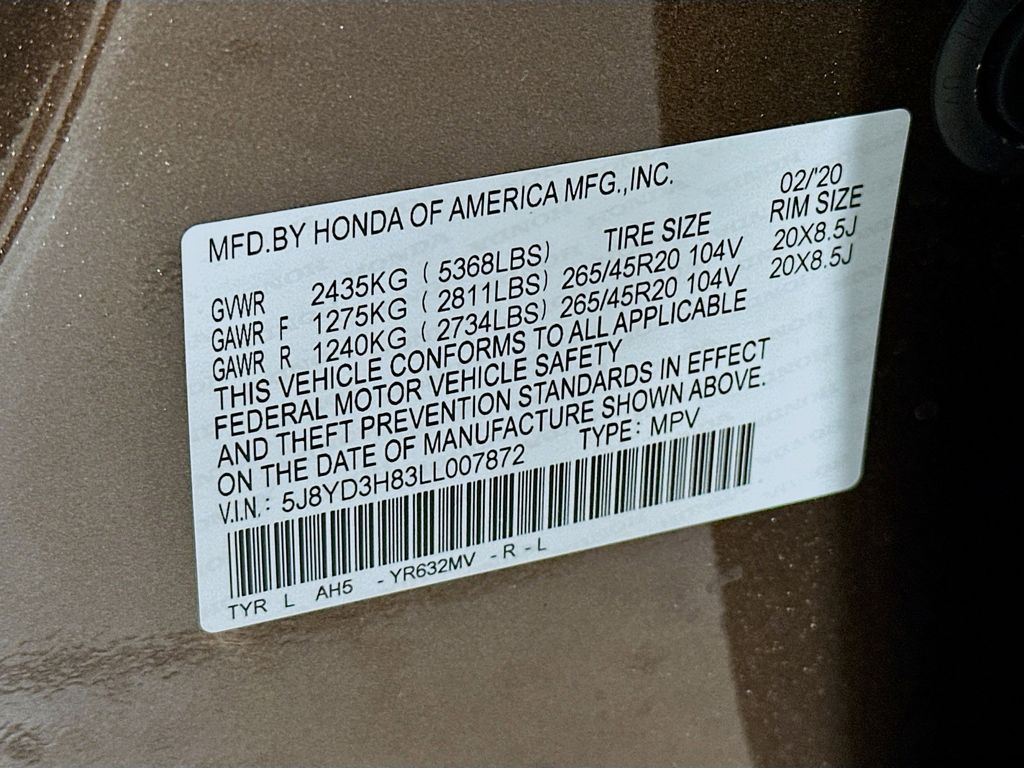 MFD.BY HONDA OF AMERICA MFG.,INC. 02/'20
GVWR 2435KG ( 5368LBS) TIRE SIZE RIM SIZE
GAWR F 1275KG ( 2811LBS) 265/45R20 104V 20X8.5J
GAWR R 1240KG ( 2734LBS) 265/45R20 104V 20X8.5J
THIS VEHICLE CONFORMS TO ALL APPLICABLE
FEDERAL MOTOR VEHICLE SAFETY
AND THEFT PREVENTION STANDARDS IN EFFECT
ON THE DATE OF MANUFACTURE SHOWN ABOVE.
V.I.N.: 5J8YD3H83LL007872 TYPE: MPV
TYR L AH5 -YR632MV -R-L